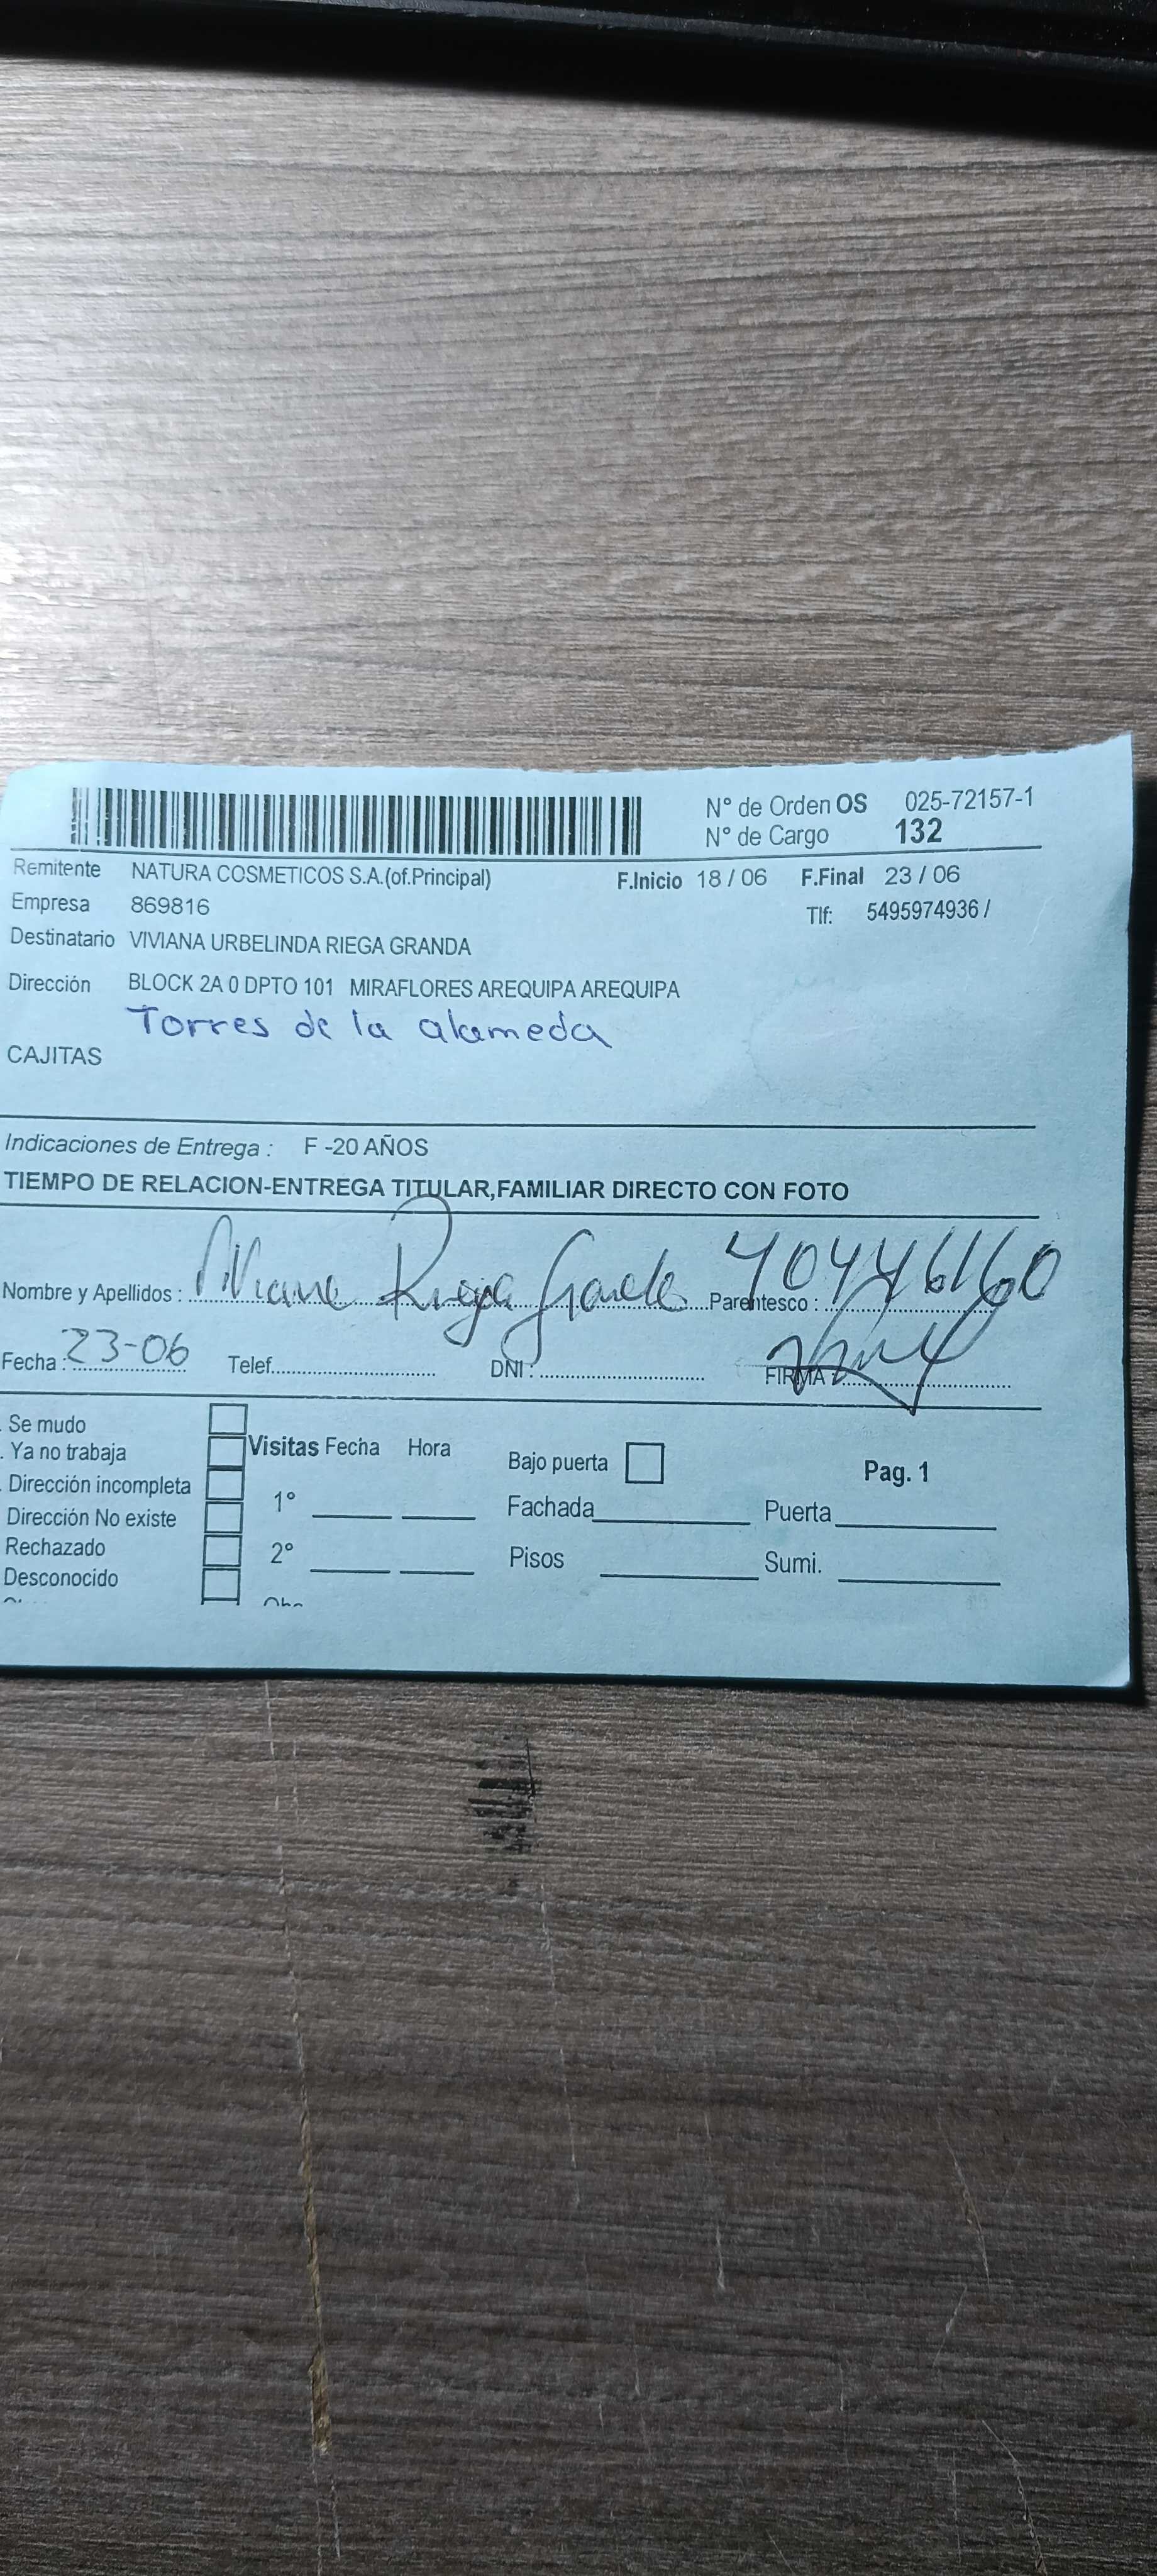 N° de Orden OS 025-72157-1
N° de Cargo 132
Remitente NATURA COSMETICOS S.A.(of.Principal) F.Inicio 18 / 06 F.Final 23 / 06
Empresa 869816 Tlf: 5495974936 /
Destinatario VIVIANA URBELINDA RIEGA GRANDA
Dirección BLOCK 2A 0 DPTO 101 MIRAFLORES AREQUIPA AREQUIPA
Torres de la alameda
CAJITAS
Indicaciones de Entrega : F -20 AÑOS
TIEMPO DE RELACION-ENTREGA TITULAR,FAMILIAR DIRECTO CON FOTO
Nombre y Apellidos : Riega Parentesco : 40446160
Fecha : 23-06 Telef. DNI : FIRMA :
. Se mudo
. Ya no trabaja Visitas Fecha Hora Bajo puerta Pag. 1
. Dirección incompleta
1° Fachada Puerta
Dirección No existe
Rechazado 2° Pisos Sumi.
Desconocido